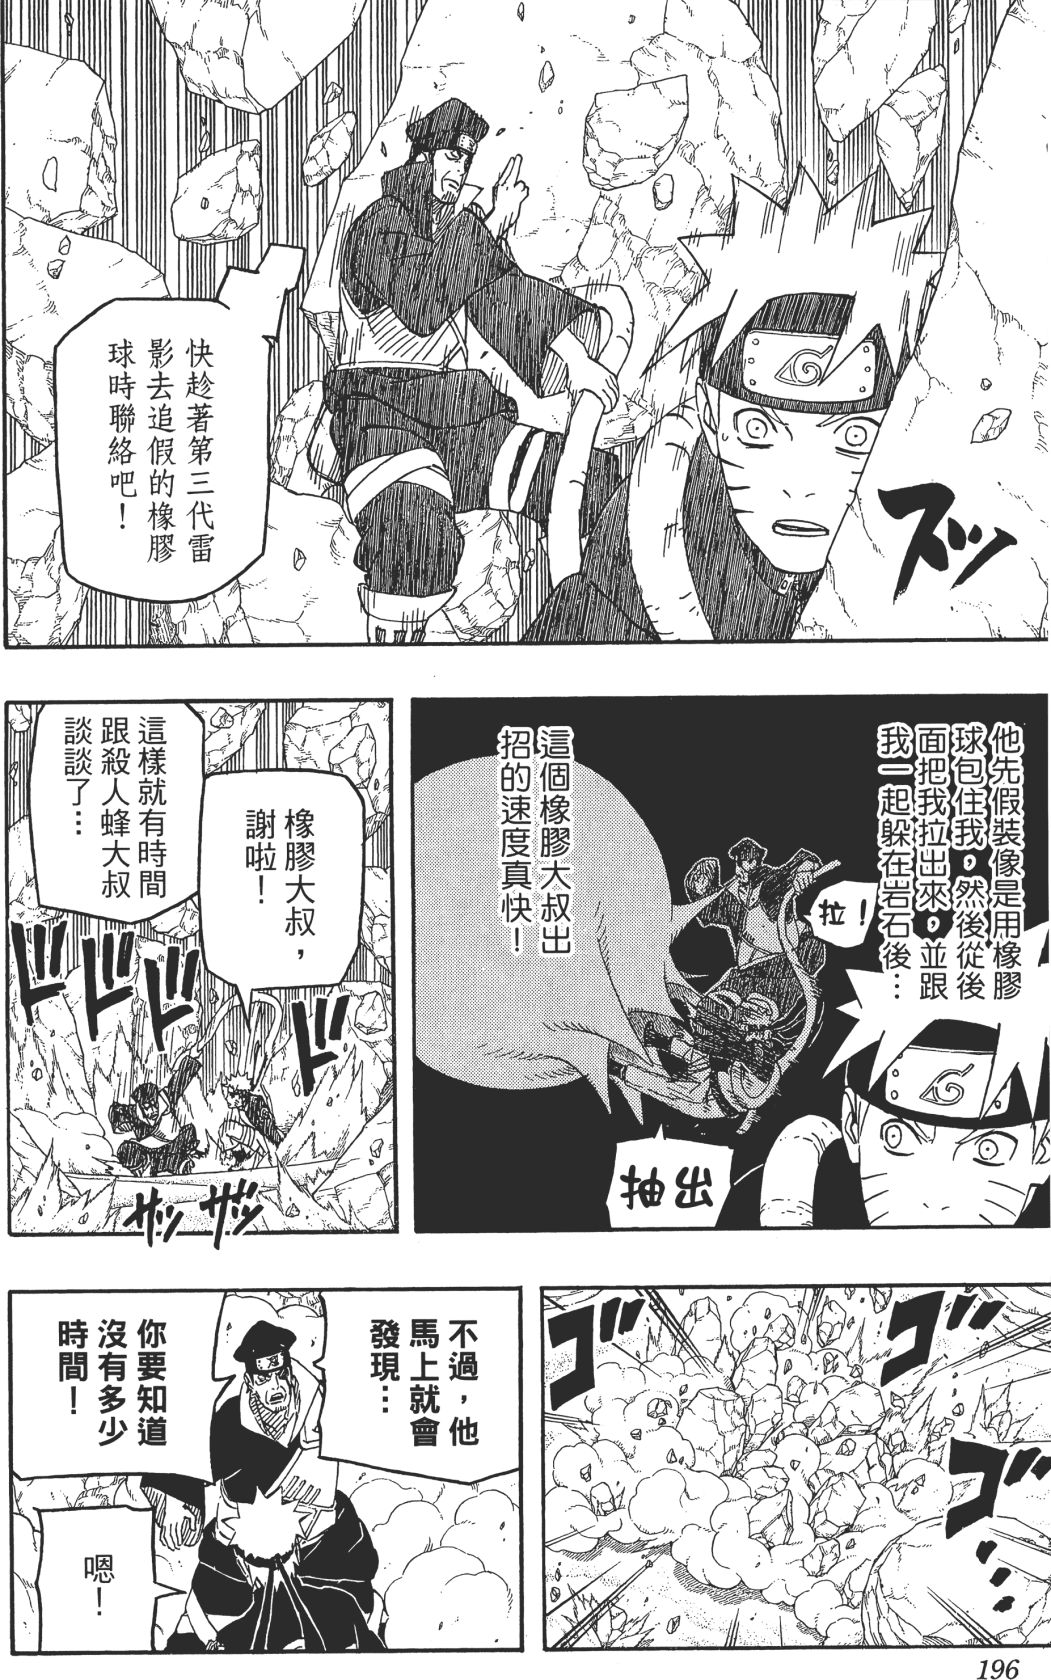 快趁著第三代雷
影去追假的橡膠
球時聯絡吧！
スッ
他先假裝像是用橡膠
球包住我，然後從後
面把我拉出來，並跟
我一起躲在岩石後…
拉！
這個橡膠大叔出
招的速度真快！
抽出
橡膠大叔，
謝啦！
這樣就有時間
跟殺人蜂大叔
談談了…
ドドドド
ザッザッ
ゴゴゴ
不過，他
馬上就會
發現…
你要知道
沒有多少
時間！
嗯！
196